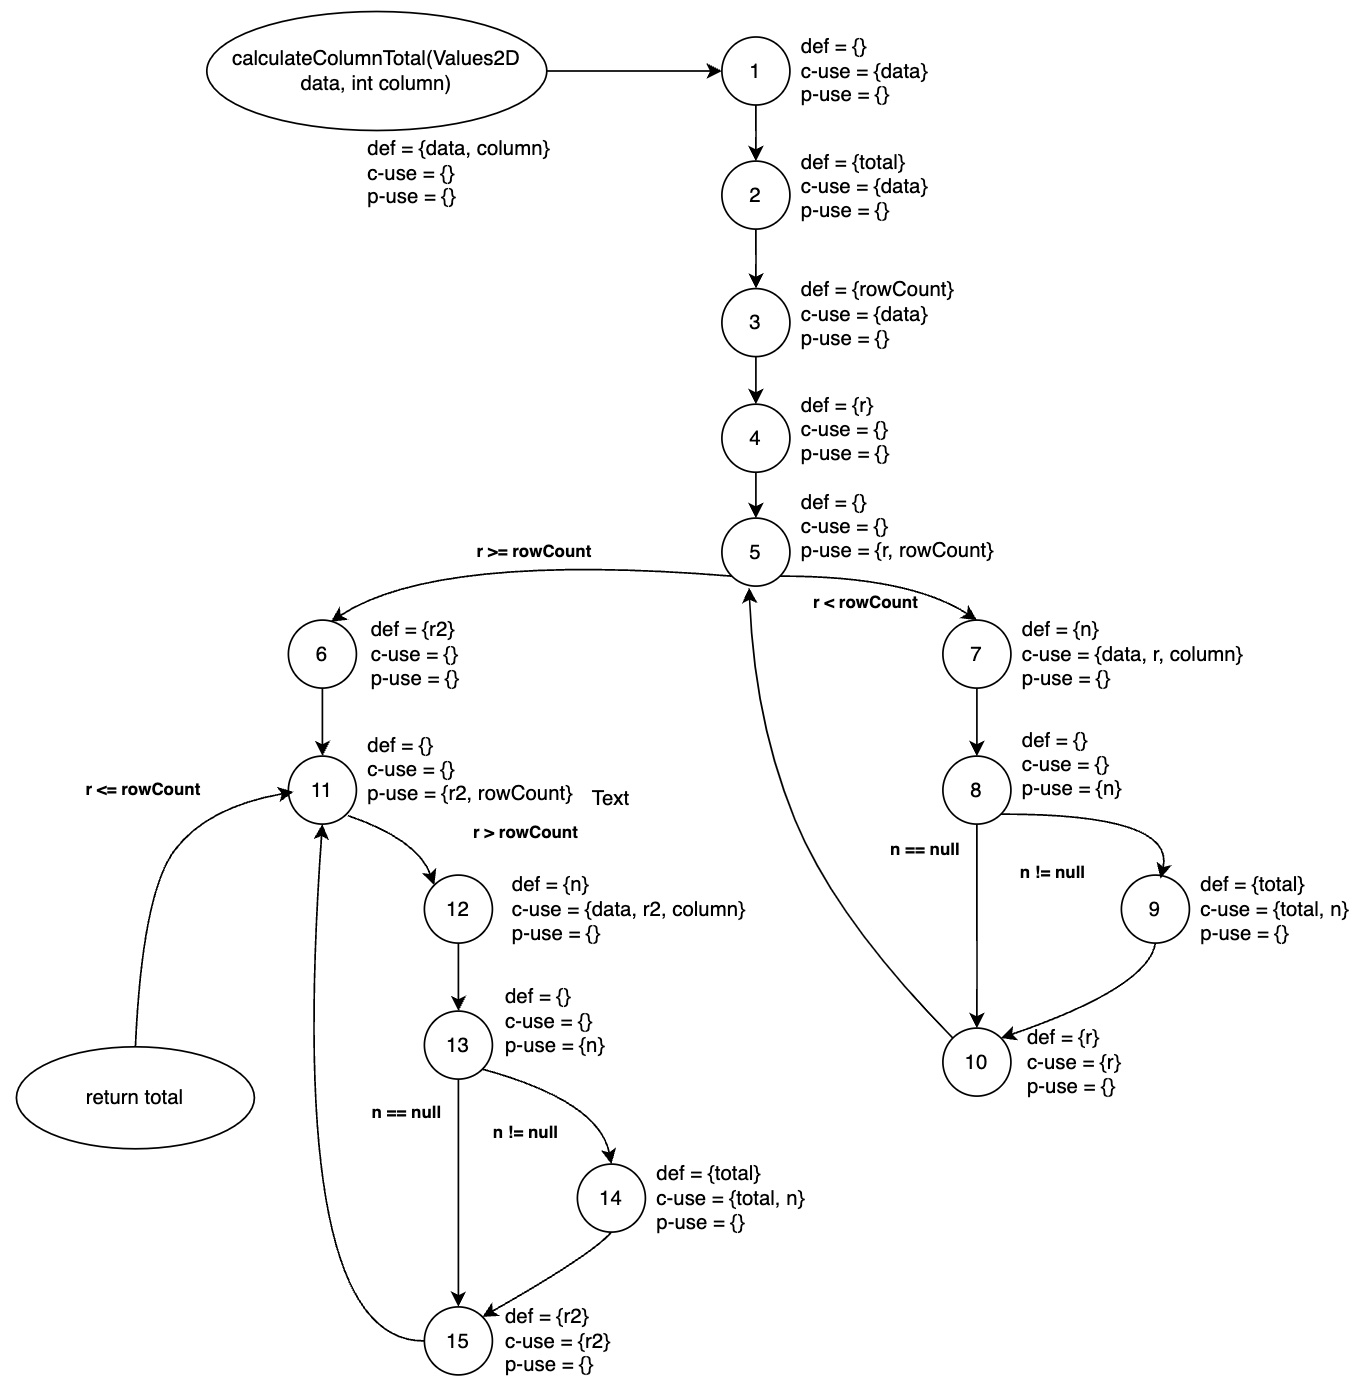 calculateColumnTotal(Values2D
data, int column)
def = {data, column}
c-use = {}
p-use = {}
1
def = {}
c-use = {data}
p-use = {}
2
def = {total}
c-use = {data}
p-use = {}
3
def = {rowCount}
c-use = {data}
p-use = {}
4
def = {r}
c-use = {}
p-use = {}
5
def = {}
c-use = {}
p-use = {r, rowCount}
r >= rowCount
r < rowCount
6
def = {r2}
c-use = {}
p-use = {}
7
def = {n}
c-use = {data, r, column}
p-use = {}
11
def = {}
c-use = {}
p-use = {r2, rowCount}
Text
r <= rowCount
r > rowCount
8
def = {}
c-use = {}
p-use = {n}
n == null
n != null
12
def = {n}
c-use = {data, r2, column}
p-use = {}
9
def = {total}
c-use = {total, n}
p-use = {}
13
def = {}
c-use = {}
p-use = {n}
10
def = {r}
c-use = {r}
p-use = {}
return total
n == null
n != null
14
def = {total}
c-use = {total, n}
p-use = {}
15
def = {r2}
c-use = {r2}
p-use = {}